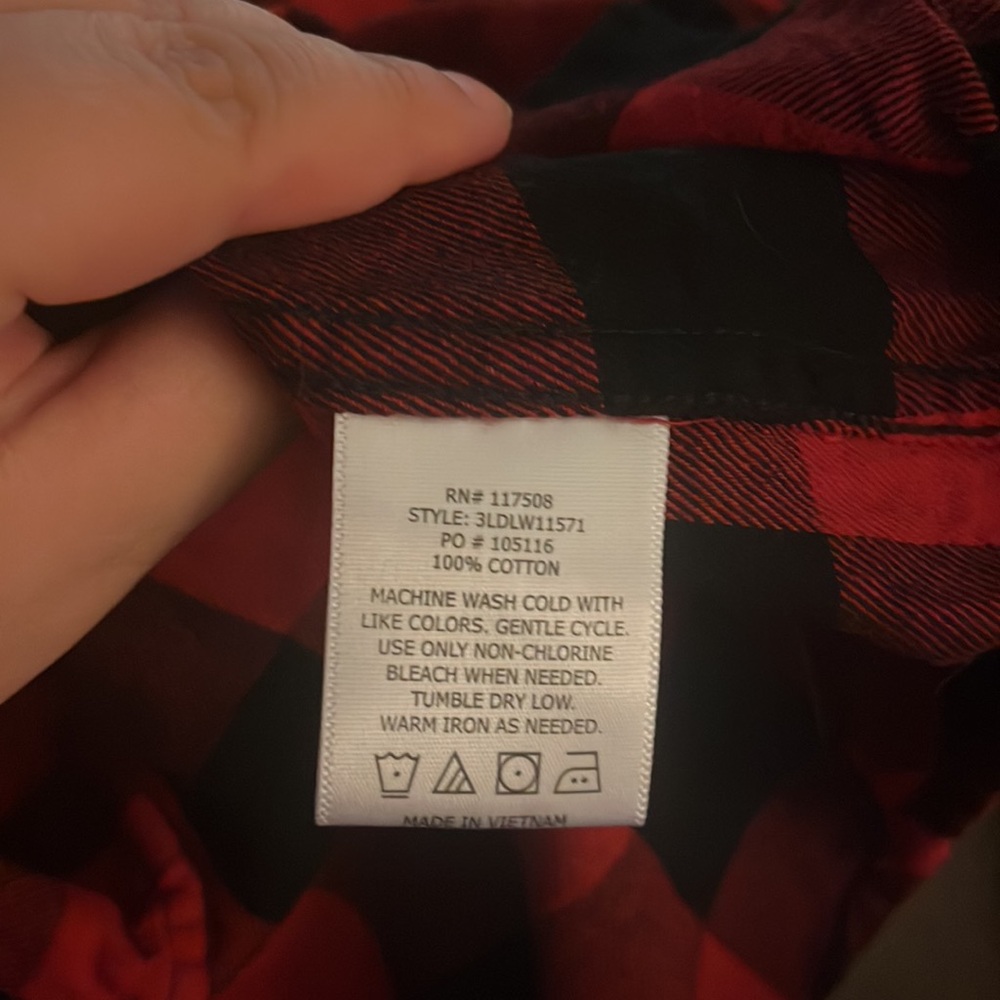 RN# 117508
STYLE: 3LDLW11571
PO # 105116
100% COTTON
MACHINE WASH COLD WITH
LIKE COLORS. GENTLE CYCLE.
USE ONLY NON-CHLORINE
BLEACH WHEN NEEDED.
TUMBLE DRY LOW.
WARM IRON AS NEEDED.
MADE IN VIETNAM